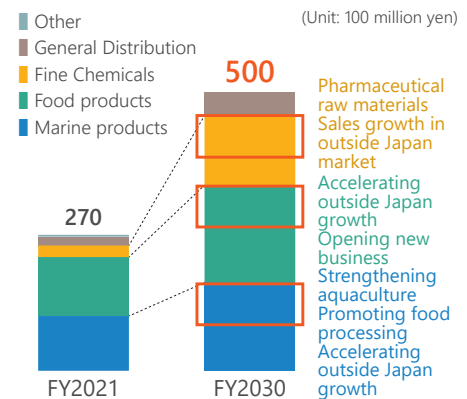 (Unit: 100 million yen)
Other
General Distribution
Fine Chemicals
Food products
Marine products
270
500
Pharmaceutical
raw materials
Sales growth in
outside Japan
market
Accelerating
outside Japan
growth
Opening new
business
Strengthening
aquaculture
Promoting food
processing
Accelerating
outside Japan
growth
FY2021
FY2030